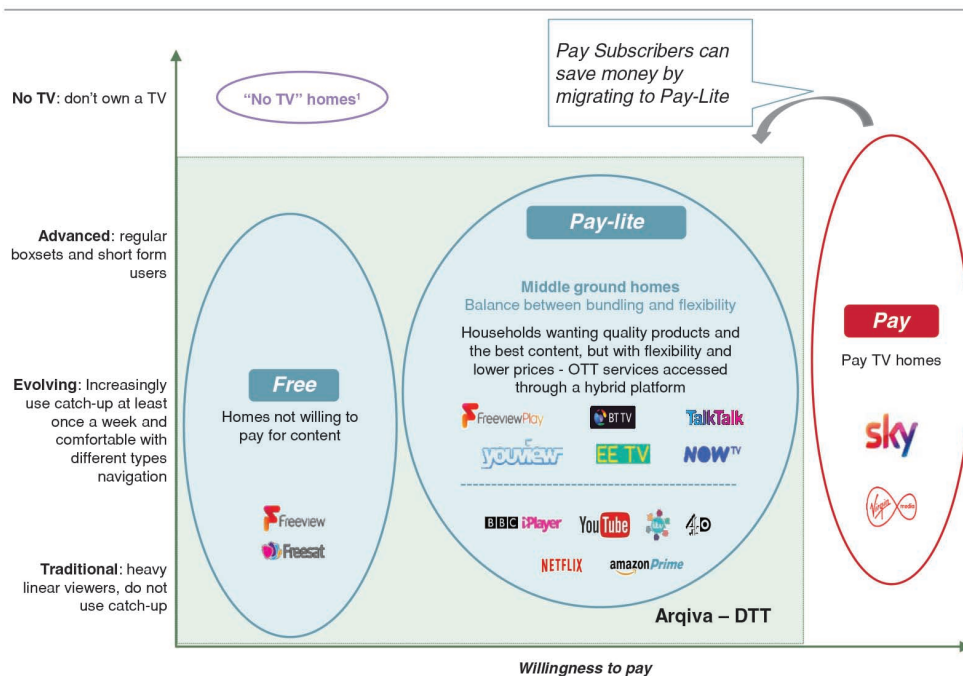 Pay Subscribers can
save money by
migrating to Pay-Lite
No TV: don't own a TV
"No TV" homes1
Advanced: regular
boxsets and short form
users
Pay-lite
Middle ground homes
Balance between bundling and flexibility
Households wanting quality products and
the best content, but with flexibility and
lower prices - OTT services accessed
through a hybrid platform
Pay
Pay TV homes
Evolving: Increasingly
use catch-up at least
once a week and
comfortable with
different types
navigation
Free
Homes not willing to
pay for content
FreeviewPlay
BT TV
TalkTalk
youview
EE TV
NOW TV
sky
Virgin media
Freeview
Freesat
BBC iPlayer
YouTube
itv
4oD
NETFLIX
amazonPrime
Traditional: heavy
linear viewers, do not
use catch-up
Arqiva – DTT
Willingness to pay